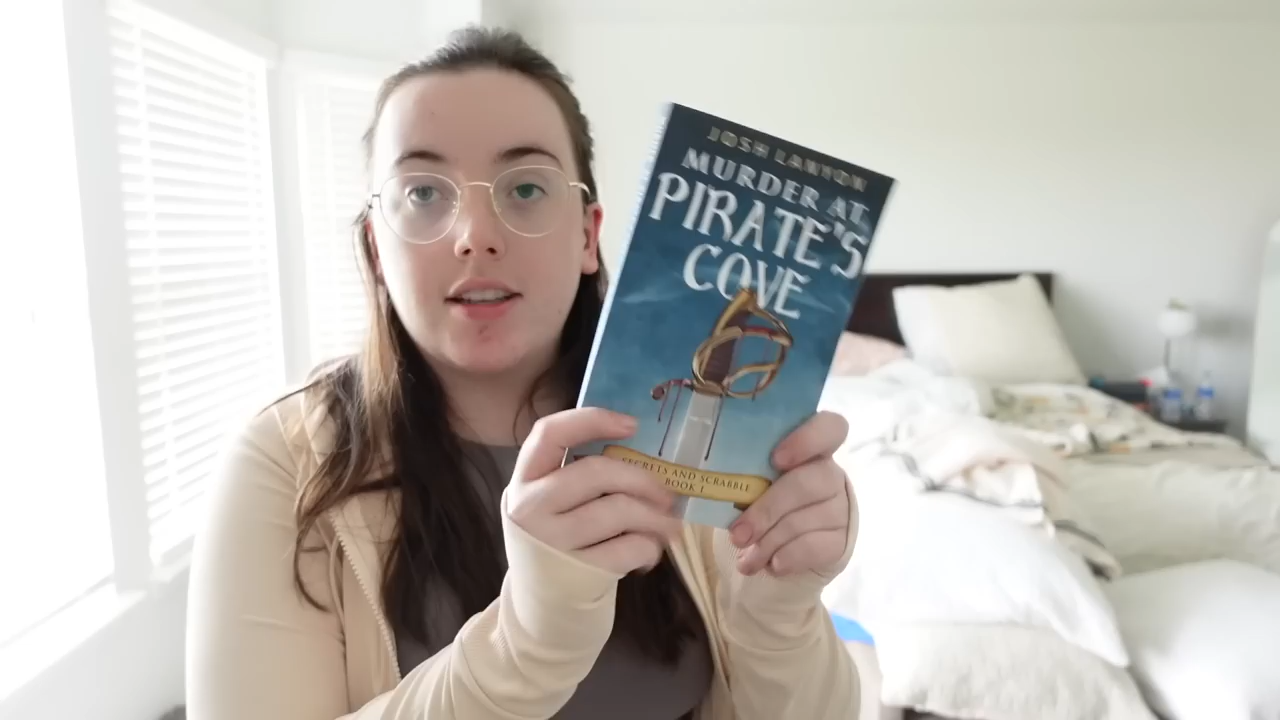 JOSH LANYON
MURDER AT
PIRATE'S
COVE
SECRETS AND SCRABBLE
BOOK 1